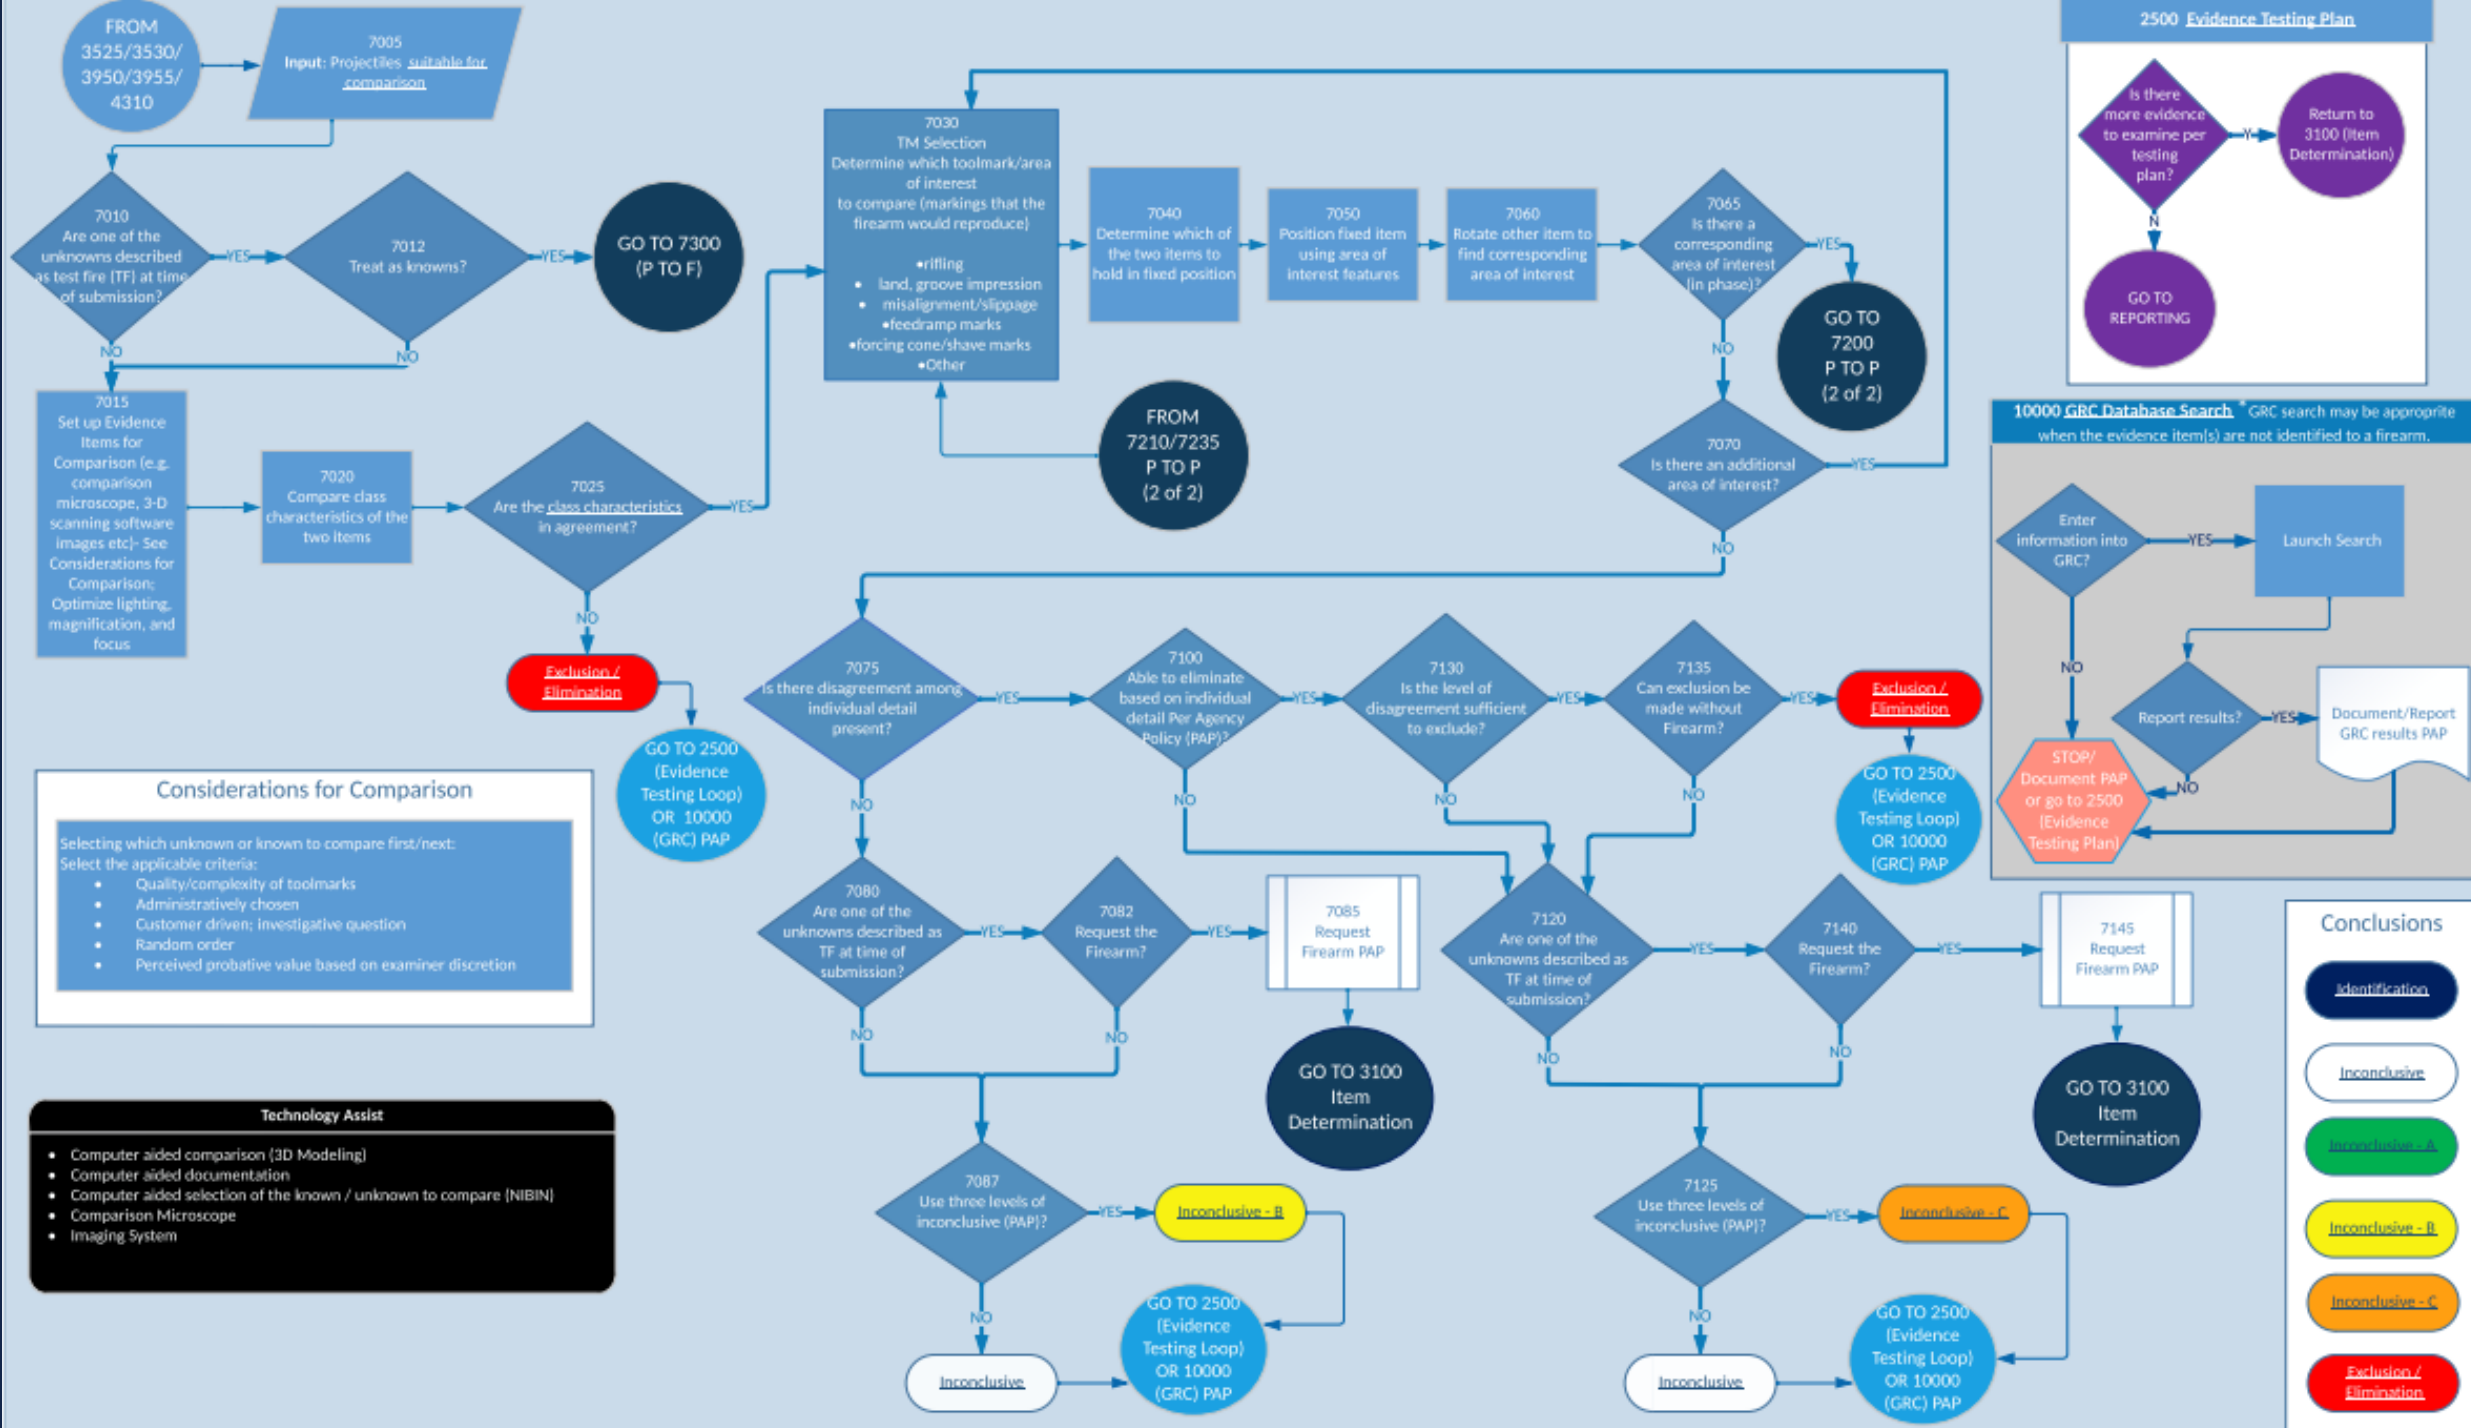 FROM
3525/3530/
3950/3955/
4310
7005
Input: Projectiles suitable for
comparison
7010
Are one of the
unknowns described
as test fire (TF) at time
of submission?
YES
7012
Treat as knowns?
YES
GO TO 7300
(P TO F)
NO
NO
7015
Set up Evidence
Items for
Comparison (e.g.
comparison
microscope, 3-D
scanning software
images etc)- See
Considerations for
Comparison;
Optimize lighting,
magnification, and
focus
7020
Compare class
characteristics of the
two items
7025
Are the class characteristics
in agreement?
YES
NO
Exclusion /
Elimination
GO TO 2500
(Evidence
Testing Loop)
OR 10000
(GRC) PAP
7030
TM Selection
Determine which toolmark/area
of interest
to compare (markings that the
firearm would reproduce)
•rifling
• land, groove impression
• misalignment/slippage
•feedramp marks
•forcing cone/shave marks
•Other
FROM
7210/7235
P TO P
(2 of 2)
7040
Determine which of
the two items to
hold in fixed position
7050
Position fixed item
using area of
interest features
7060
Rotate other item to
find corresponding
area of interest
7065
Is there a
corresponding
area of interest
(in phase)?
YES
GO TO
7200
P TO P
(2 of 2)
NO
7070
Is there an additional
area of interest?
YES
NO
7075
Is there disagreement among
individual detail
present?
YES
7100
Able to eliminate
based on individual
detail Per Agency
Policy (PAP)?
YES
7130
Is the level of
disagreement sufficient
to exclude?
YES
7135
Can exclusion be
made without
Firearm?
YES
Exclusion /
Elimination
GO TO 2500
(Evidence
Testing Loop)
OR 10000
(GRC) PAP
NO
NO
NO
NO
7080
Are one of the
unknowns described as
TF at time of
submission?
YES
7082
Request the
Firearm?
YES
7085
Request
Firearm PAP
GO TO 3100
Item
Determination
NO
NO
7087
Use three levels of
inconclusive (PAP)?
YES
Inconclusive - B
NO
Inconclusive
GO TO 2500
(Evidence
Testing Loop)
OR 10000
(GRC) PAP
7120
Are one of the
unknowns described as
TF at time of
submission?
YES
7140
Request the
Firearm?
YES
7145
Request
Firearm PAP
GO TO 3100
Item
Determination
NO
NO
7125
Use three levels of
inconclusive (PAP)?
YES
Inconclusive - C
NO
Inconclusive
GO TO 2500
(Evidence
Testing Loop)
OR 10000
(GRC) PAP
Considerations for Comparison
Selecting which unknown or known to compare first/next:
Select the applicable criteria:
• Quality/complexity of toolmarks
• Administratively chosen
• Customer driven; investigative question
• Random order
• Perceived probative value based on examiner discretion
Technology Assist
• Computer aided comparison (3D Modeling)
• Computer aided documentation
• Computer aided selection of the known / unknown to compare (NIBIN)
• Comparison Microscope
• Imaging System
2500 Evidence Testing Plan
Is there
more evidence
to examine per
testing
plan?
Y
Return to
3100 (Item
Determination)
N
GO TO
REPORTING
10000 GRC Database Search *GRC search may be approprite
when the evidence item(s) are not identified to a firearm.
Enter
information into
GRC?
YES
Launch Search
NO
Report results?
YES
Document/Report
GRC results PAP
NO
STOP/
Document PAP
or go to 2500
(Evidence
Testing Plan)
Conclusions
Identification
Inconclusive
Inconclusive - A
Inconclusive - B
Inconclusive - C
Exclusion /
Elimination